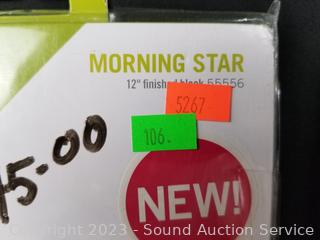 MORNING STAR
12" finished block 55556
5267
106.
5.00
NEW!
Copyright 2023 - Sound Auction Service